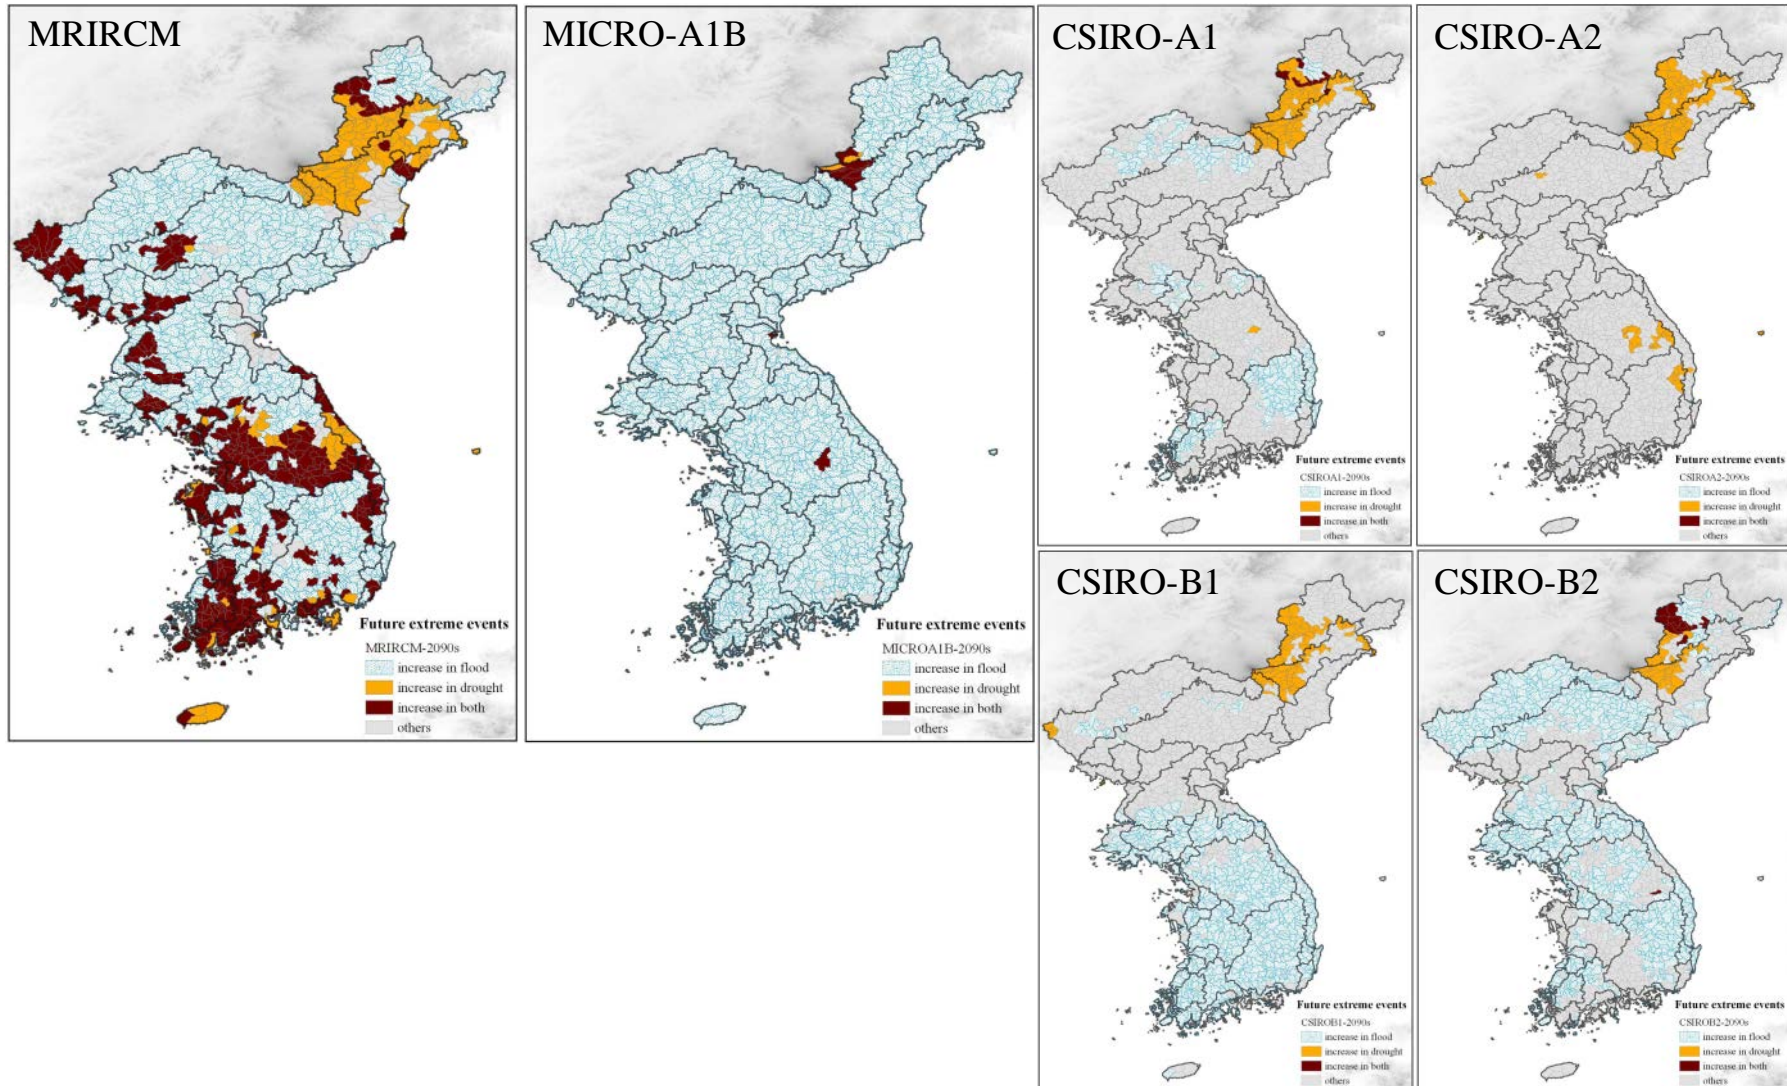 MRIRCM
Future extreme events
MRIRCM-2090s
increase in flood
increase in drought
increase in both
others
MICRO-A1B
Future extreme events
MICROA1B-2090s
increase in flood
increase in drought
increase in both
others
CSIRO-A1
Future extreme events
CSIROA1-2090s
increase in flood
increase in drought
increase in both
others
CSIRO-A2
Future extreme events
CSIROA2-2090s
increase in flood
increase in drought
increase in both
others
CSIRO-B1
Future extreme events
CSIROB1-2090s
increase in flood
increase in drought
increase in both
others
CSIRO-B2
Future extreme events
CSIROB2-2090s
increase in flood
increase in drought
increase in both
others